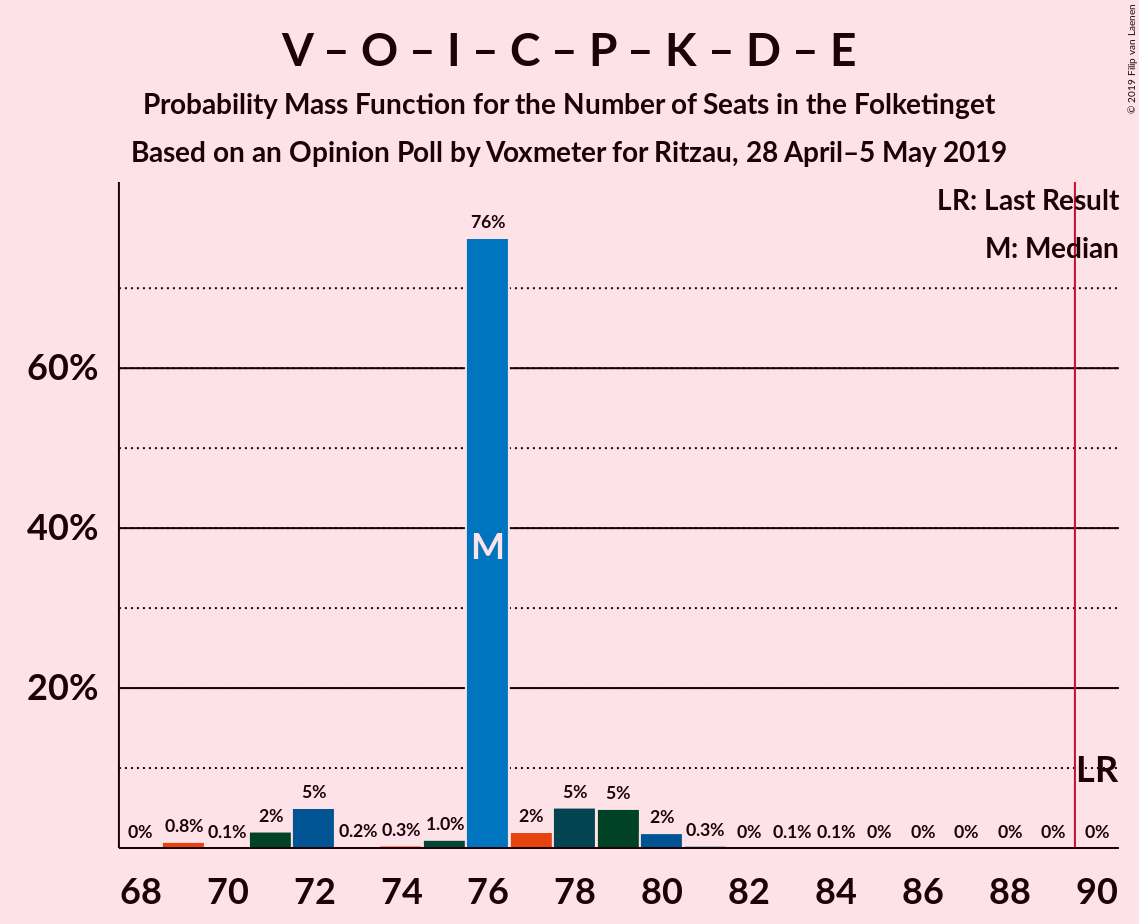 V – O – I – C – P – K – D – E
Probability Mass Function for the Number of Seats in the Folketinget
Based on an Opinion Poll by Voxmeter for Ritzau, 28 April–5 May 2019
© 2019 Filip van Laenen
LR: Last Result
M: Median
76%
60%
40%
M
20%
LR
0% 0.8% 0.1% 2% 5% 0.2% 0.3% 1.0% 2% 5% 5% 2% 0.3% 0% 0.1% 0.1% 0% 0% 0% 0% 0% 0%
68 70 72 74 76 78 80 82 84 86 88 90